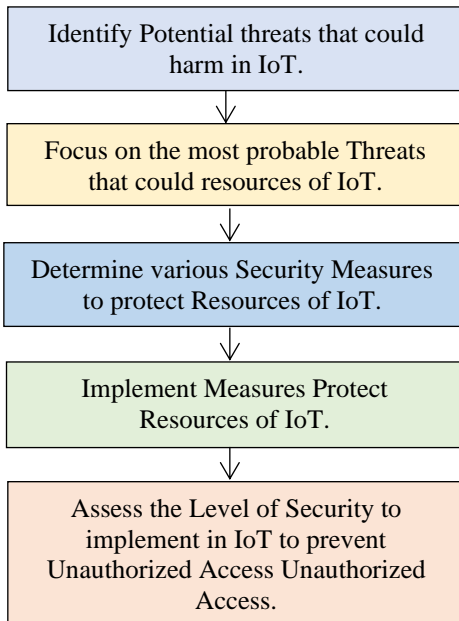 Identify Potential threats that could
harm in IoT.
Focus on the most probable Threats
that could resources of IoT.
Determine various Security Measures
to protect Resources of IoT.
Implement Measures Protect
Resources of IoT.
Assess the Level of Security to
implement in IoT to prevent
Unauthorized Access Unauthorized
Access.